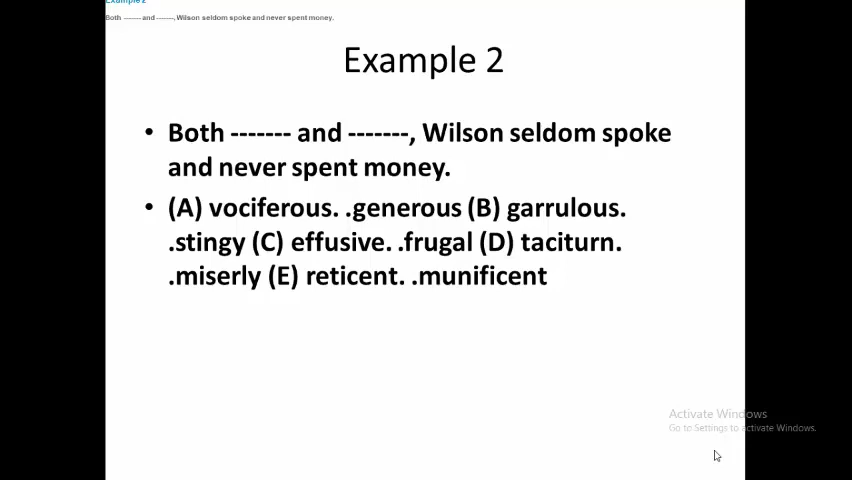 Example 2
Both ------- and -------, Wilson seldom spoke and never spent money.
Example 2
• Both ------- and -------, Wilson seldom spoke
and never spent money.
• (A) vociferous. .generous (B) garrulous.
.stingy (C) effusive. .frugal (D) taciturn.
.miserly (E) reticent. .munificent
Activate Windows
Go to Settings to activate Windows.